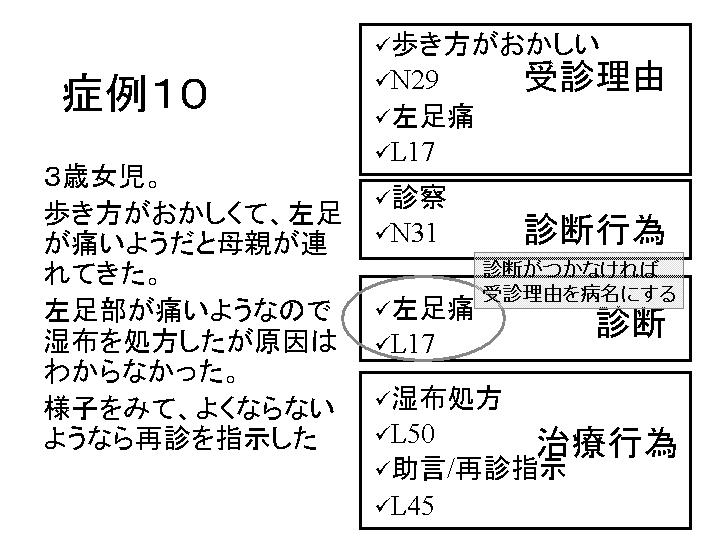 症例１０
３歳女児。
歩き方がおかしくて、左足
が痛いようだと母親が連
れてきた。
左足部が痛いようなので
湿布を処方したが原因は
わからなかった。
様子をみて、よくならない
ようなら再診を指示した
✓歩き方がおかしい
✓N29
受診理由
✓左足痛
✓L17
✓診察
✓N31
診断行為
診断がつかなければ
受診理由を病名にする
✓左足痛
診断
✓L17
✓湿布処方
✓L50
治療行為
✓助言/再診指示
✓L45